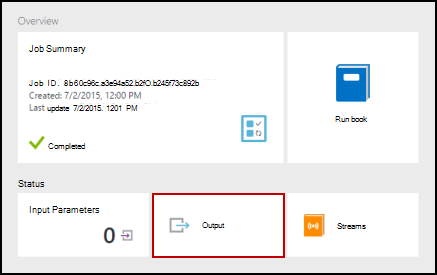 Overview
Job Summary
Job ID. 8b60c96c.a3e94a52.b2fO.b245f73c892b
Created: 7/2/2015, 12:00 PM
Last update 7/2/2015. 1201 PM
Completed
Run book
Status
Input Parameters
0
Output
Streams